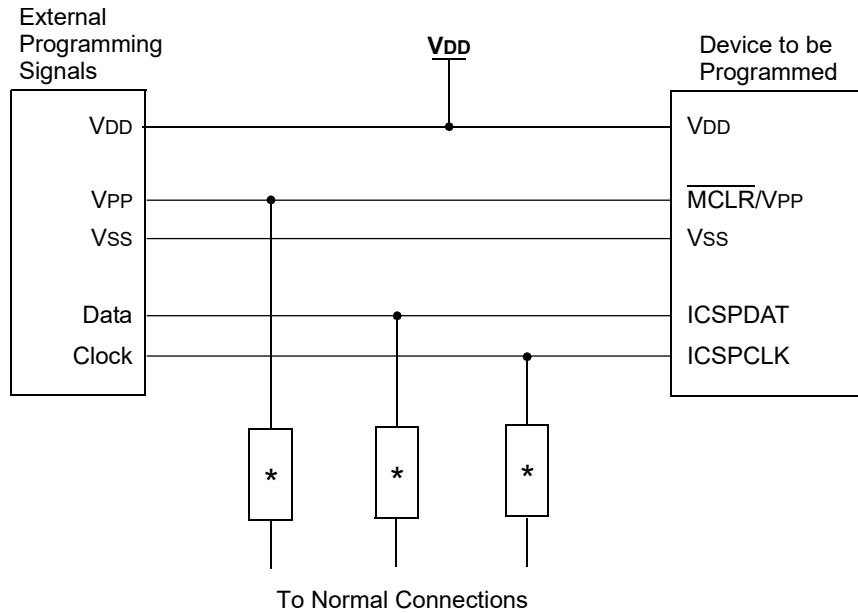 External
Programming
Signals
VDD
Device to be
Programmed
VDD
VDD
VPP
MCLR/VPP
VSS
VSS
Data
ICSPDAT
Clock
ICSPCLK
*
*
*
To Normal Connections